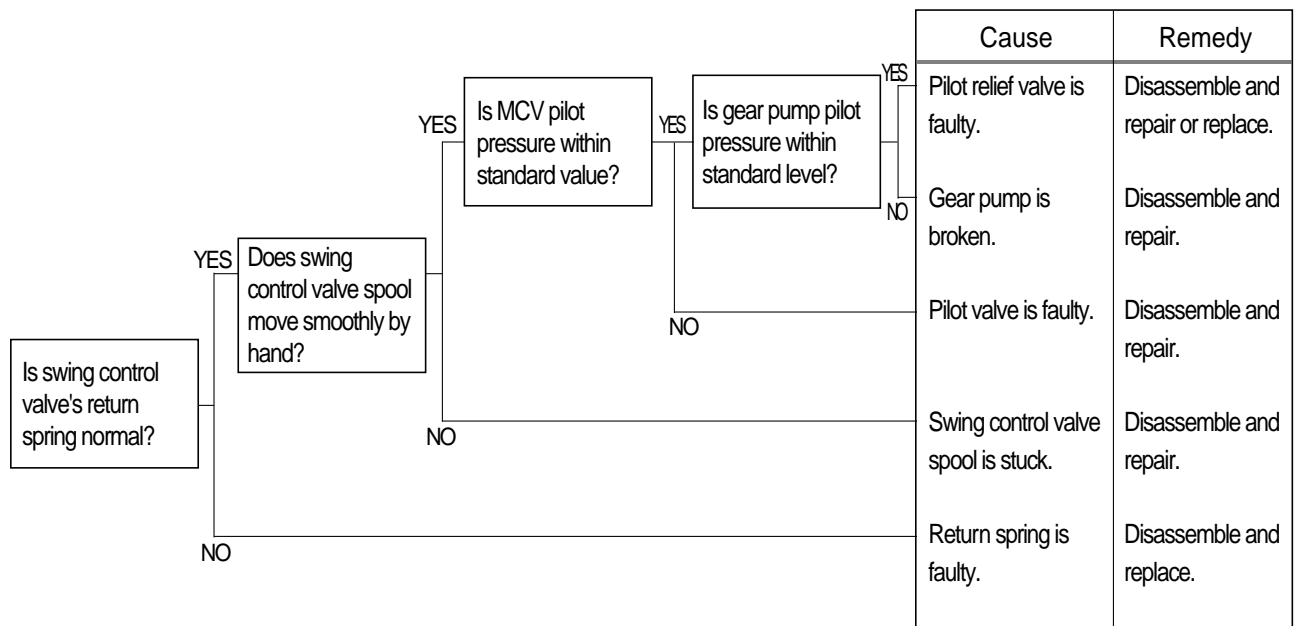 Cause
Remedy
YES
Pilot relief valve is
faulty.
Disassemble and
repair or replace.
YES
Is MCV pilot
pressure within
standard value?
YES
Is gear pump pilot
pressure within
standard level?
NO
Gear pump is
broken.
Disassemble and
repair.
YES
Does swing
control valve spool
move smoothly by
hand?
NO
Pilot valve is faulty.
Disassemble and
repair.
Is swing control
valve's return
spring normal?
NO
Swing control valve
spool is stuck.
Disassemble and
repair.
NO
Return spring is
faulty.
Disassemble and
replace.